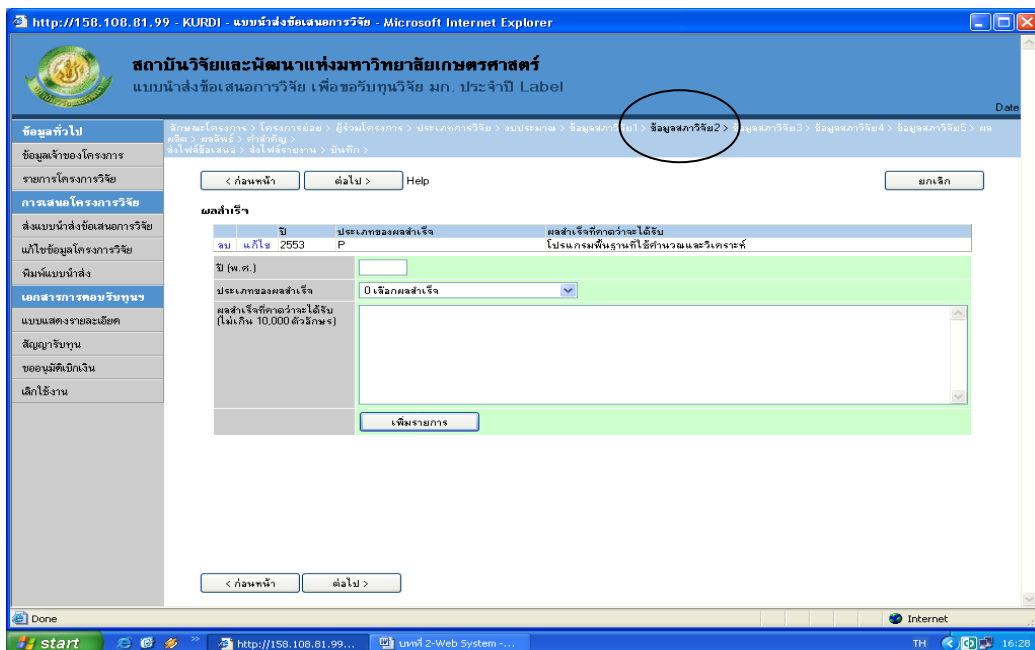 http://158.108.81.99 - KURDI - แบบนำส่งข้อเสนอการวิจัย - Microsoft Internet Explorer
สถาบันวิจัยและพัฒนาแห่งมหาวิทยาลัยเกษตรศาสตร์
แบบนำส่งข้อเสนอการวิจัย เพื่อขอรับทุนวิจัย มก. ประจำปี Label
Date
ข้อมูลทั่วไป
ข้อมูลเจ้าของโครงการ
รายการโครงการวิจัย
การเสนอโครงการวิจัย
ส่งแบบนำส่งข้อเสนอการวิจัย
แก้ไขข้อมูลโครงการวิจัย
พิมพ์แบบนำส่ง
เอกสารการตอบรับทุนฯ
แบบแสดงรายละเอียด
สัญญารับทุน
ขออนุมัติเบิกเงิน
เลิกใช้งาน
ลักษณะโครงการ > โครงการย่อย > ผู้ร่วมโครงการ > ประเภทการวิจัย > งบประมาณ > ข้อมูลสภาวิจัย1 > ข้อมูลสภาวิจัย2 > ข้อมูลสภาวิจัย3 > ข้อมูลสภาวิจัย4 > ข้อมูลสภาวิจัย5 > ผล
ผลิต > ผลลัพธ์ > คำสำคัญ >
ส่งไฟล์ข้อเสนอ > ส่งไฟล์รายงาน > บันทึก >
< ก่อนหน้า ต่อไป > Help ยกเลิก
ผลสำเร็จ
ปี ประเภทของผลสำเร็จ ผลสำเร็จที่คาดว่าจะได้รับ
ลบ แก้ไข 2553 P โปรแกรมพื้นฐานที่ใช้คำนวณและวิเคราะห์
ปี (พ.ศ.)
ประเภทของผลสำเร็จ 0 เลือกผลสำเร็จ
ผลสำเร็จที่คาดว่าจะได้รับ
(ไม่เกิน 10,000 ตัวอักษร)
เพิ่มรายการ
< ก่อนหน้า ต่อไป >
Done Internet
start http://158.108.81.99... บทที่ 2-Web System -... TH 16:28